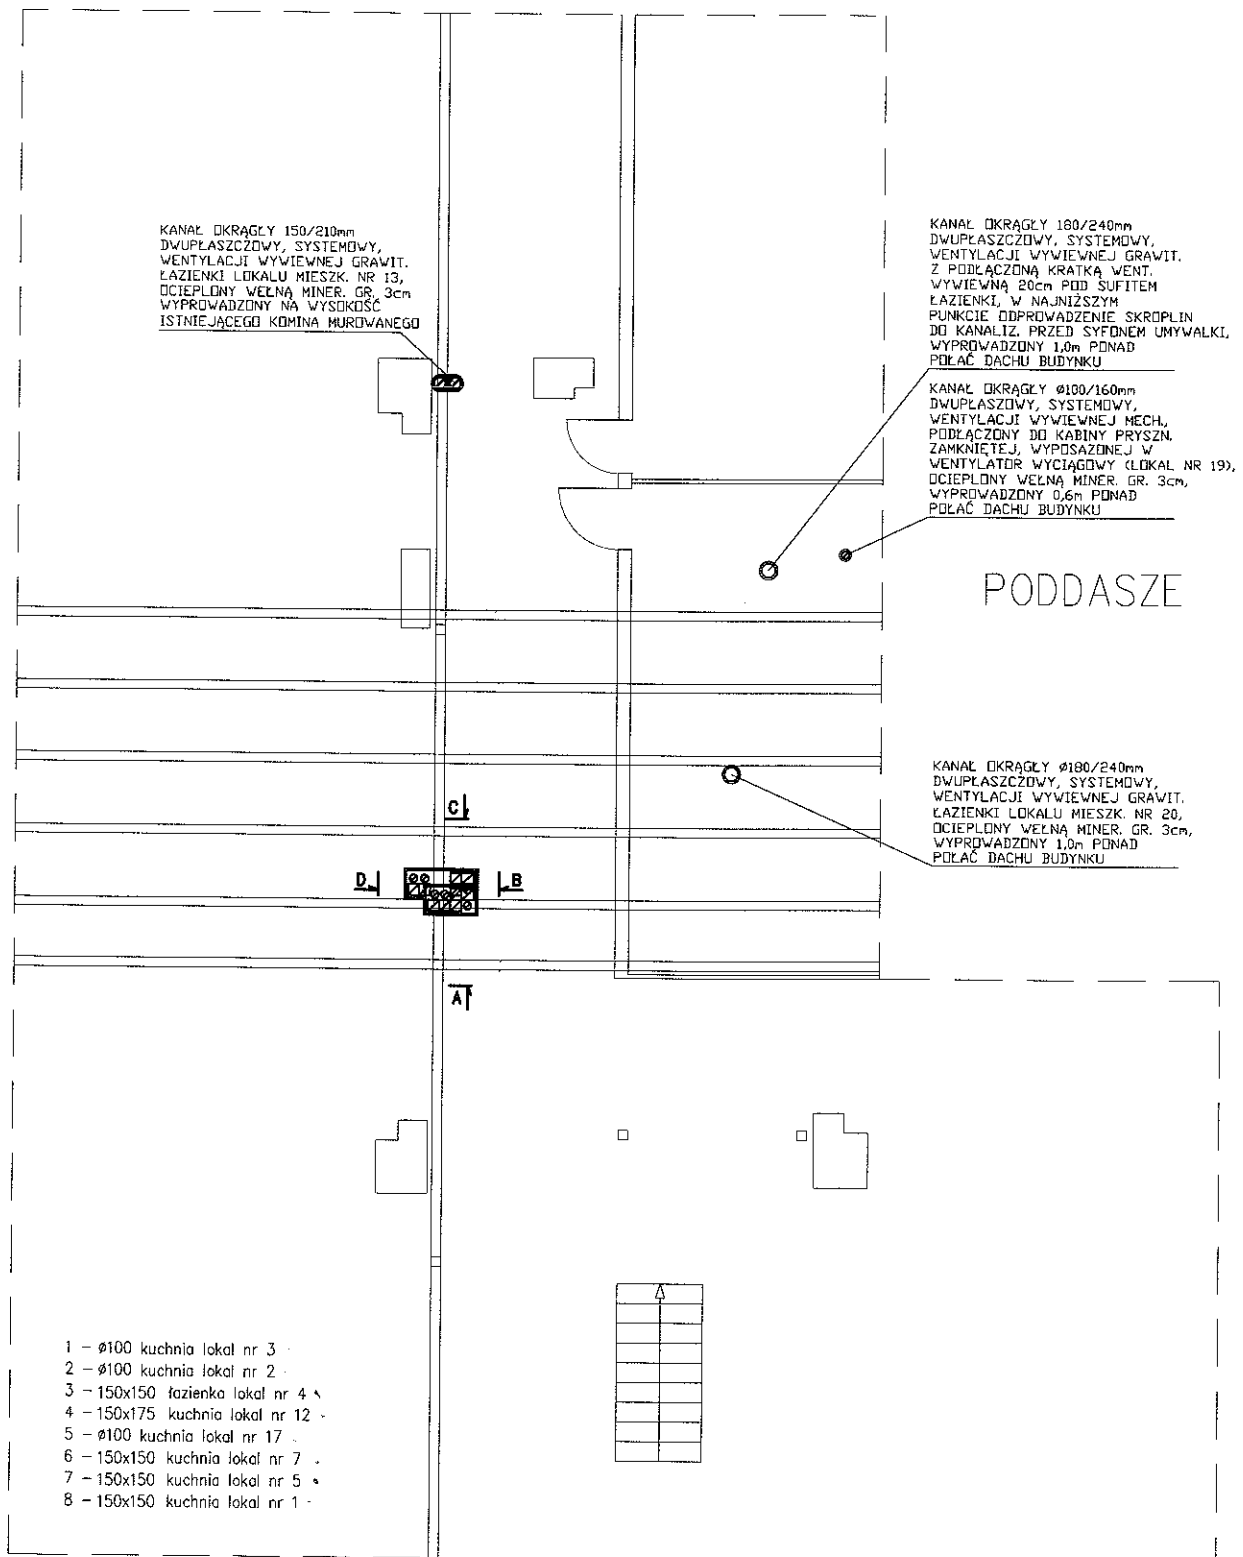 KANAŁ OKRĄGŁY 150/210mm
DWUPŁASZCZOWY, SYSTEMOWY,
WENTYLACJI WYWIEWNEJ GRAWIT.
ŁAZIENKI LOKALU MIESZK. NR 13,
OCIEPLONY WEŁNĄ MINER. GR. 3cm
WYPROWADZONY NA WYSOKOŚĆ
ISTNIEJĄCEGO KOMINA MUROWANEGO
KANAŁ OKRĄGŁY 180/240mm
DWUPŁASZCZOWY, SYSTEMOWY,
WENTYLACJI WYWIEWNEJ GRAWIT.
Z PODŁĄCZONĄ KRATKĄ WENT.
WYWIEWNĄ 20cm POD SUFITEM
ŁAZIENKI, W NAJNIŻSZYM
PUNKCIE ODPROWADZENIE SKROPLIN
DO KANALIZ. PRZED SYFONEM UMYWALKI,
WYPROWADZONY 1,0m PONAD
POŁAĆ DACHU BUDYNKU
KANAŁ OKRĄGŁY ø100/160mm
DWUPŁASZOWY, SYSTEMOWY,
WENTYLACJI WYWIEWNEJ MECH.,
PODŁĄCZONY DO KABINY PRYSZN.
ZAMKNIĘTEJ, WYPOSAZONEJ W
WENTYLATOR WYCIĄGOWY (LOKAL NR 19),
OCIEPLONY WEŁNĄ MINER. GR. 3cm,
WYPROWADZONY 0,6m PONAD
POŁAĆ DACHU BUDYNKU
PODDASZE
KANAŁ OKRĄGŁY ø180/240mm
DWUPŁASZCZOWY, SYSTEMOWY,
WENTYLACJI WYWIEWNEJ GRAWIT.
ŁAZIENKI LOKALU MIESZK. NR 20,
OCIEPLONY WEŁNĄ MINER. GR. 3cm,
WYPROWADZONY 1,0m PONAD
POŁAĆ DACHU BUDYNKU
C
D
B
A
1 - ø100 kuchnia lokal nr 3
2 - ø100 kuchnia lokal nr 2
3 - 150x150 łazienka lokal nr 4
4 - 150x175 kuchnia lokal nr 12
5 - ø100 kuchnia lokal nr 17
6 - 150x150 kuchnia lokal nr 7
7 - 150x150 kuchnia lokal nr 5
8 - 150x150 kuchnia lokal nr 1